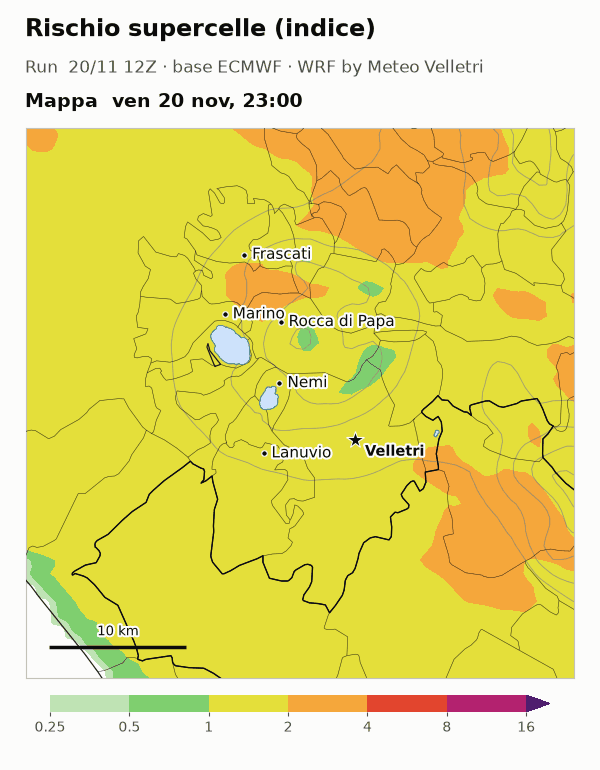 Rischio supercelle (indice)
Run  20/11 12Z · base ECMWF · WRF by Meteo Velletri
Mappa  ven 20 nov, 23:00
Frascati
Marino
Rocca di Papa
Nemi
Velletri
Lanuvio
10 km
0.25 0.5 1 2 4 8 16